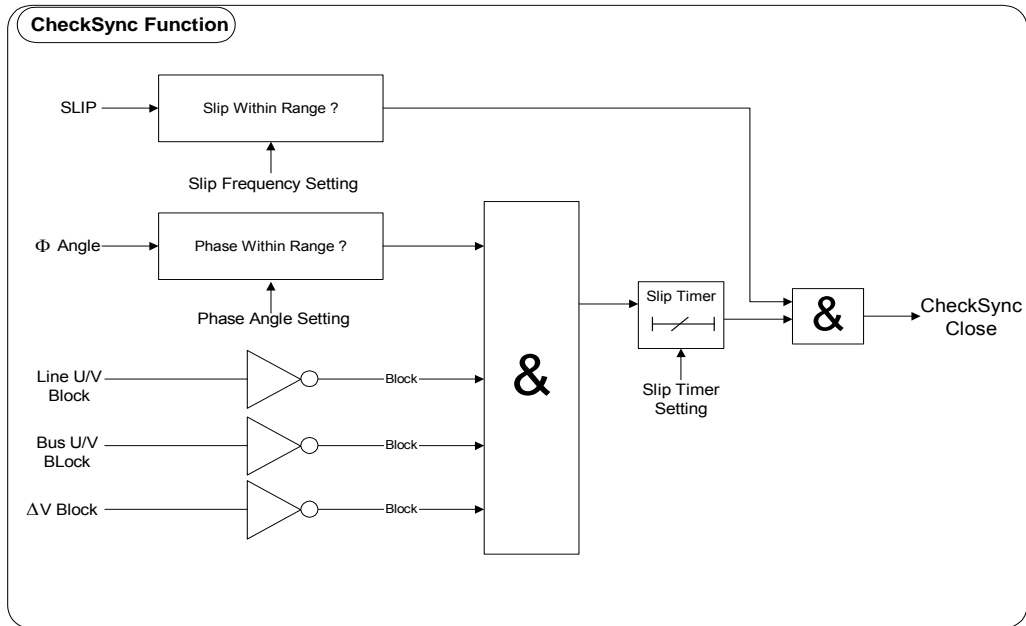 CheckSync Function
SLIP
Slip Within Range ?
Slip Frequency Setting
Φ Angle
Phase Within Range ?
Phase Angle Setting
Line U/V
Block
Block
Bus U/V
BLock
Block
ΔV Block
Block
&
Slip Timer
Slip Timer
Setting
&
CheckSync
Close